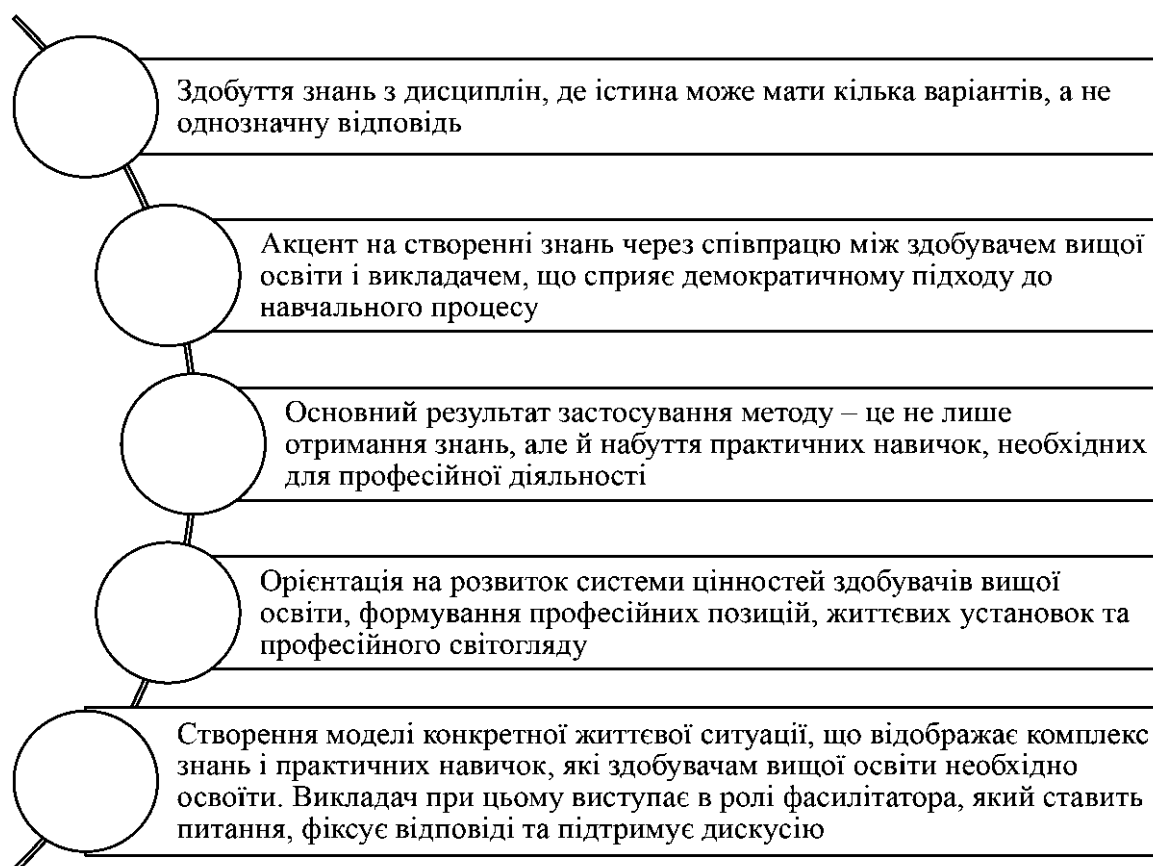 Здобуття знань з дисциплін, де істина може мати кілька варіантів, а не
однозначну відповідь
Акцент на створенні знань через співпрацю між здобувачем вищої
освіти і викладачем, що сприяє демократичному підходу до
навчального процесу
Основний результат застосування методу – це не лише
отримання знань, але й набуття практичних навичок, необхідних
для професійної діяльності
Орієнтація на розвиток системи цінностей здобувачів вищої
освіти, формування професійних позицій, життєвих установок та
професійного світогляду
Створення моделі конкретної життєвої ситуації, що відображає комплекс
знань і практичних навичок, які здобувачам вищої освіти необхідно
освоїти. Викладач при цьому виступає в ролі фасилітатора, який ставить
питання, фіксує відповіді та підтримує дискусію